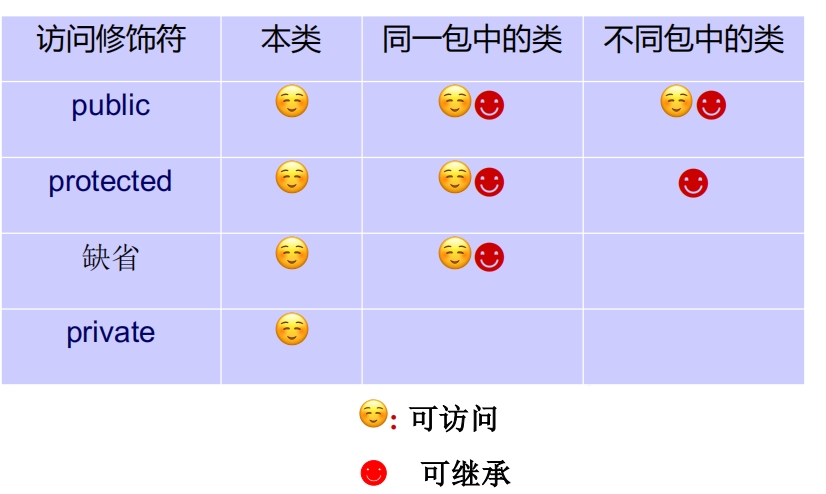 访问修饰符 本类 同一包中的类 不同包中的类
public
protected
缺省
private
: 可访问
可继承